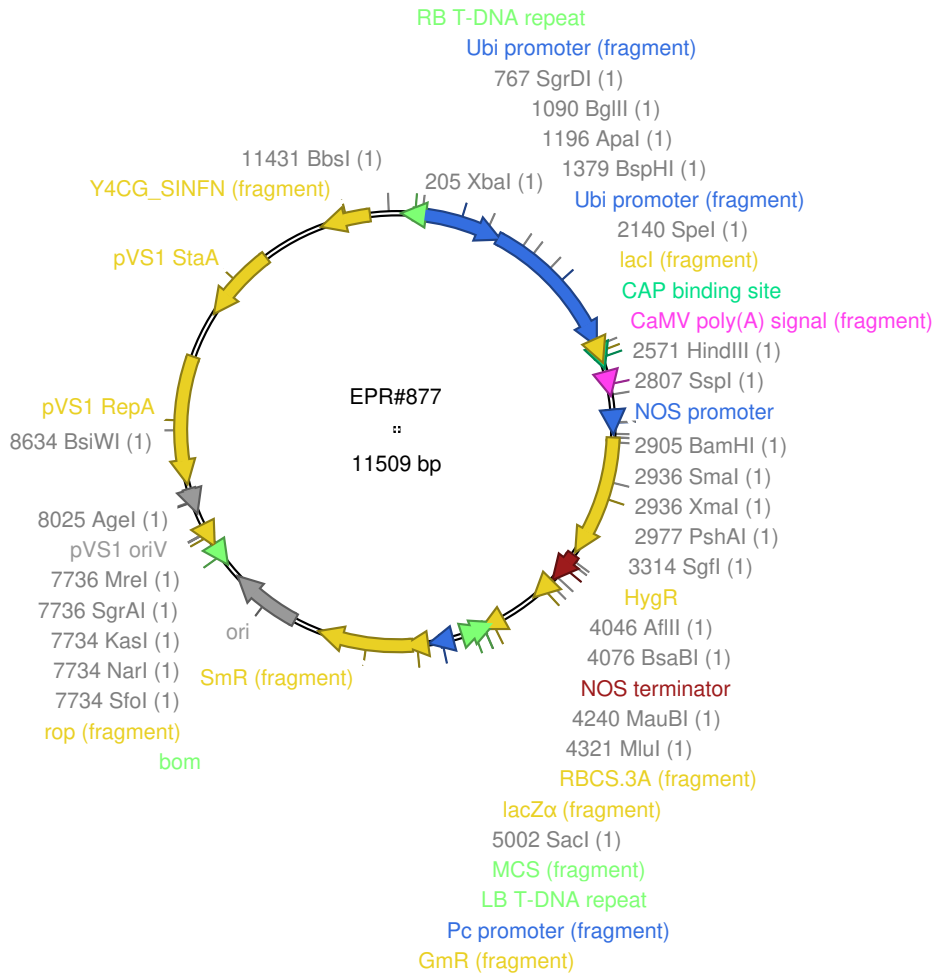 RB T-DNA repeat
Ubi promoter (fragment)
767 SgrDI (1)
1090 BglII (1)
1196 ApaI (1)
1379 BspHI (1)
11431 BbsI (1)
205 XbaI (1)
Y4CG_SINFN (fragment)
Ubi promoter (fragment)
2140 SpeI (1)
pVS1 StaA
lacI (fragment)
CAP binding site
CaMV poly(A) signal (fragment)
2571 HindIII (1)
2807 SspI (1)
EPR#877
::
11509 bp
pVS1 RepA
NOS promoter
8634 BsiWI (1)
2905 BamHI (1)
2936 SmaI (1)
2936 XmaI (1)
2977 PshAI (1)
3314 SgfI (1)
8025 AgeI (1)
pVS1 oriV
7736 MreI (1)
7736 SgrAI (1)
7734 KasI (1)
7734 NarI (1)
7734 SfoI (1)
rop (fragment)
bom
ori
SmR (fragment)
HygR
4046 AflII (1)
4076 BsaBI (1)
NOS terminator
4240 MauBI (1)
4321 MluI (1)
RBCS.3A (fragment)
lacZα (fragment)
5002 SacI (1)
MCS (fragment)
LB T-DNA repeat
Pc promoter (fragment)
GmR (fragment)